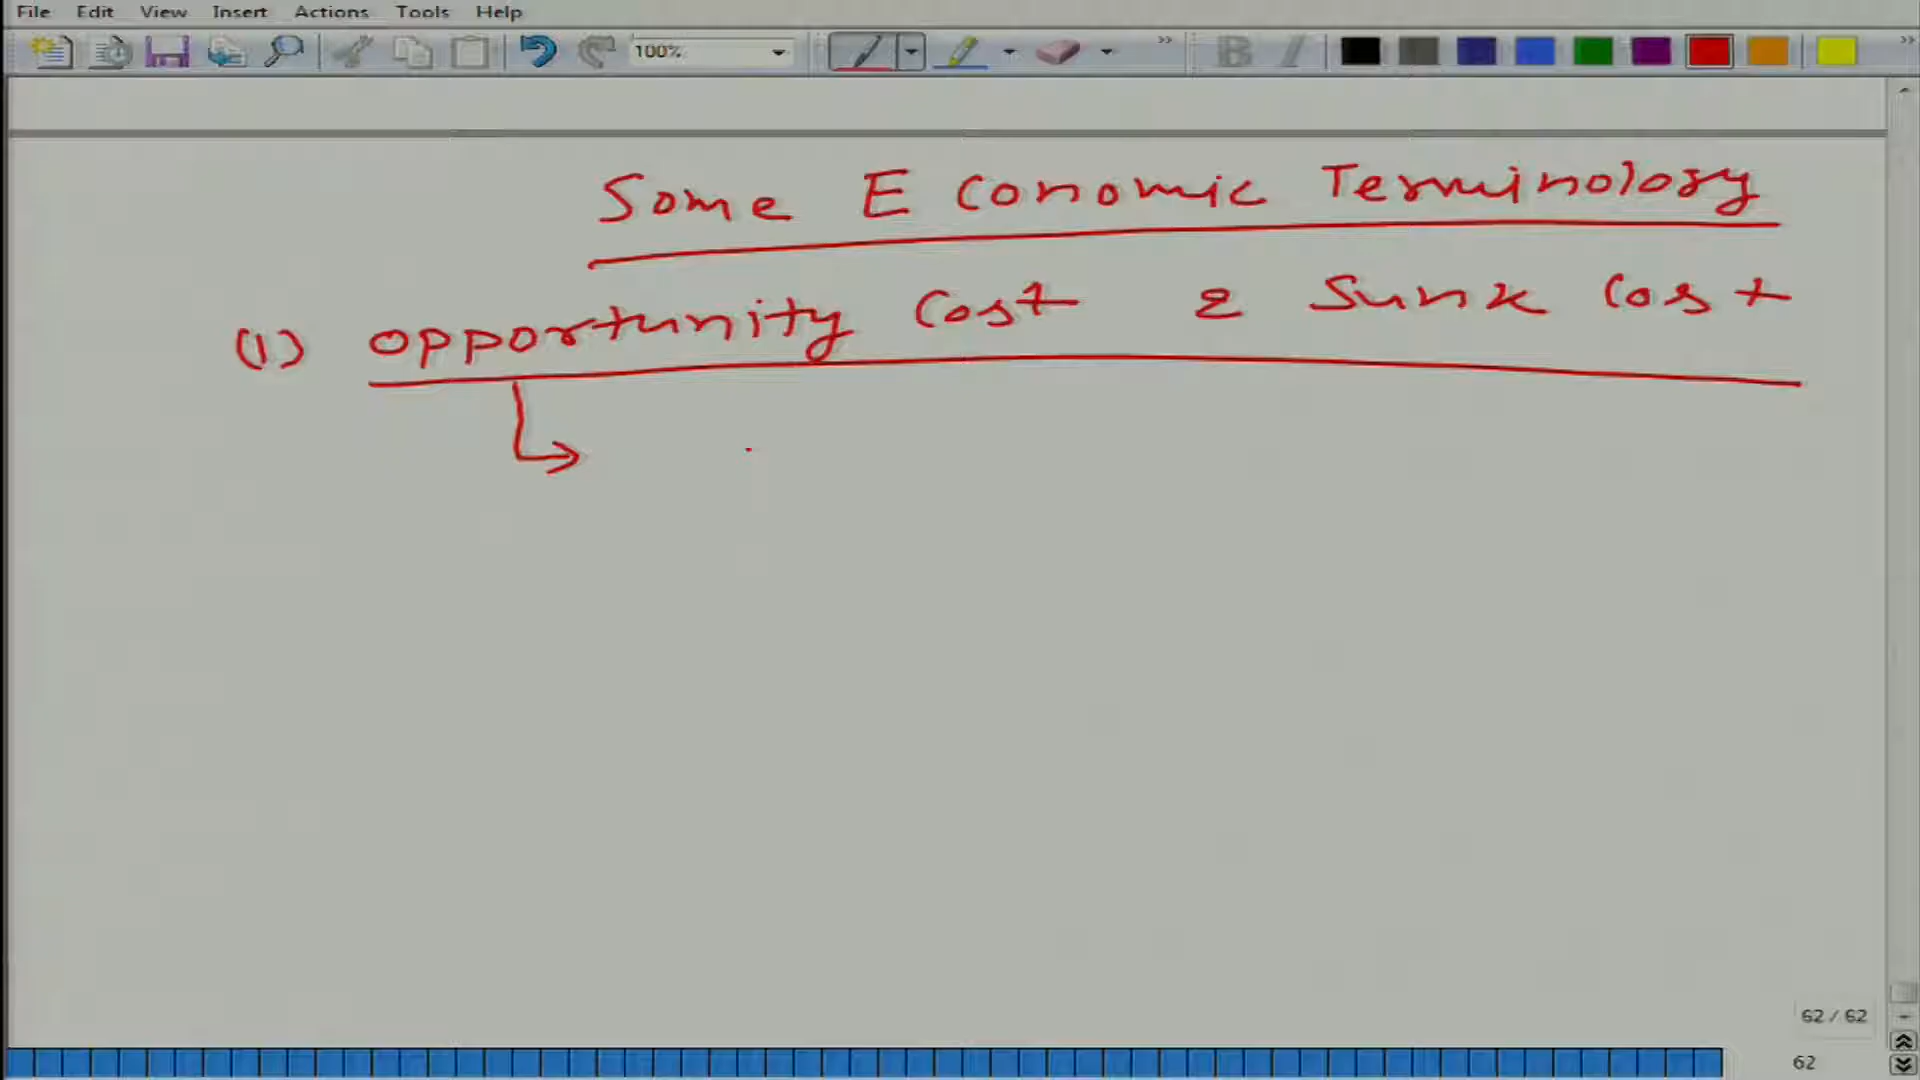 File Edit View Insert Actions Tools Help
100%
Some Economic Terminology
(1) Opportunity Cost & Sunk Cost
62 / 62
62